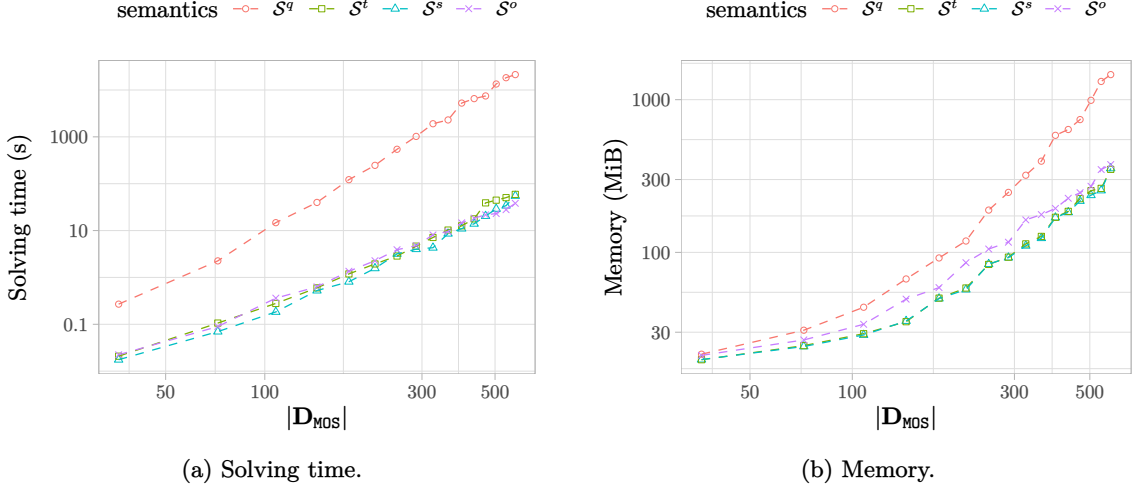 semantics 𝒮^q 𝒮^t 𝒮^s 𝒮^o
Solving time (s)
1000
10
0.1
50 100 300 500
|D_MOS|
(a) Solving time.
semantics 𝒮^q 𝒮^t 𝒮^s 𝒮^o
Memory (MiB)
1000
300
100
30
50 100 300 500
|D_MOS|
(b) Memory.